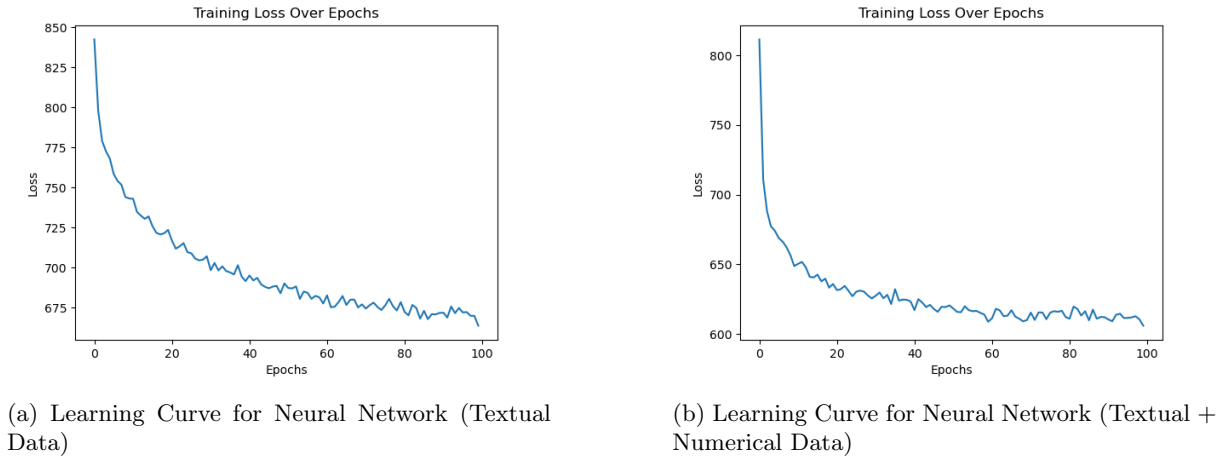 Training Loss Over Epochs
850
825
800
775
750
725
700
675
Loss
0
20
40
60
80
100
Epochs
(a) Learning Curve for Neural Network (Textual
Data)
Training Loss Over Epochs
800
750
700
650
600
Loss
0
20
40
60
80
100
Epochs
(b) Learning Curve for Neural Network (Textual +
Numerical Data)